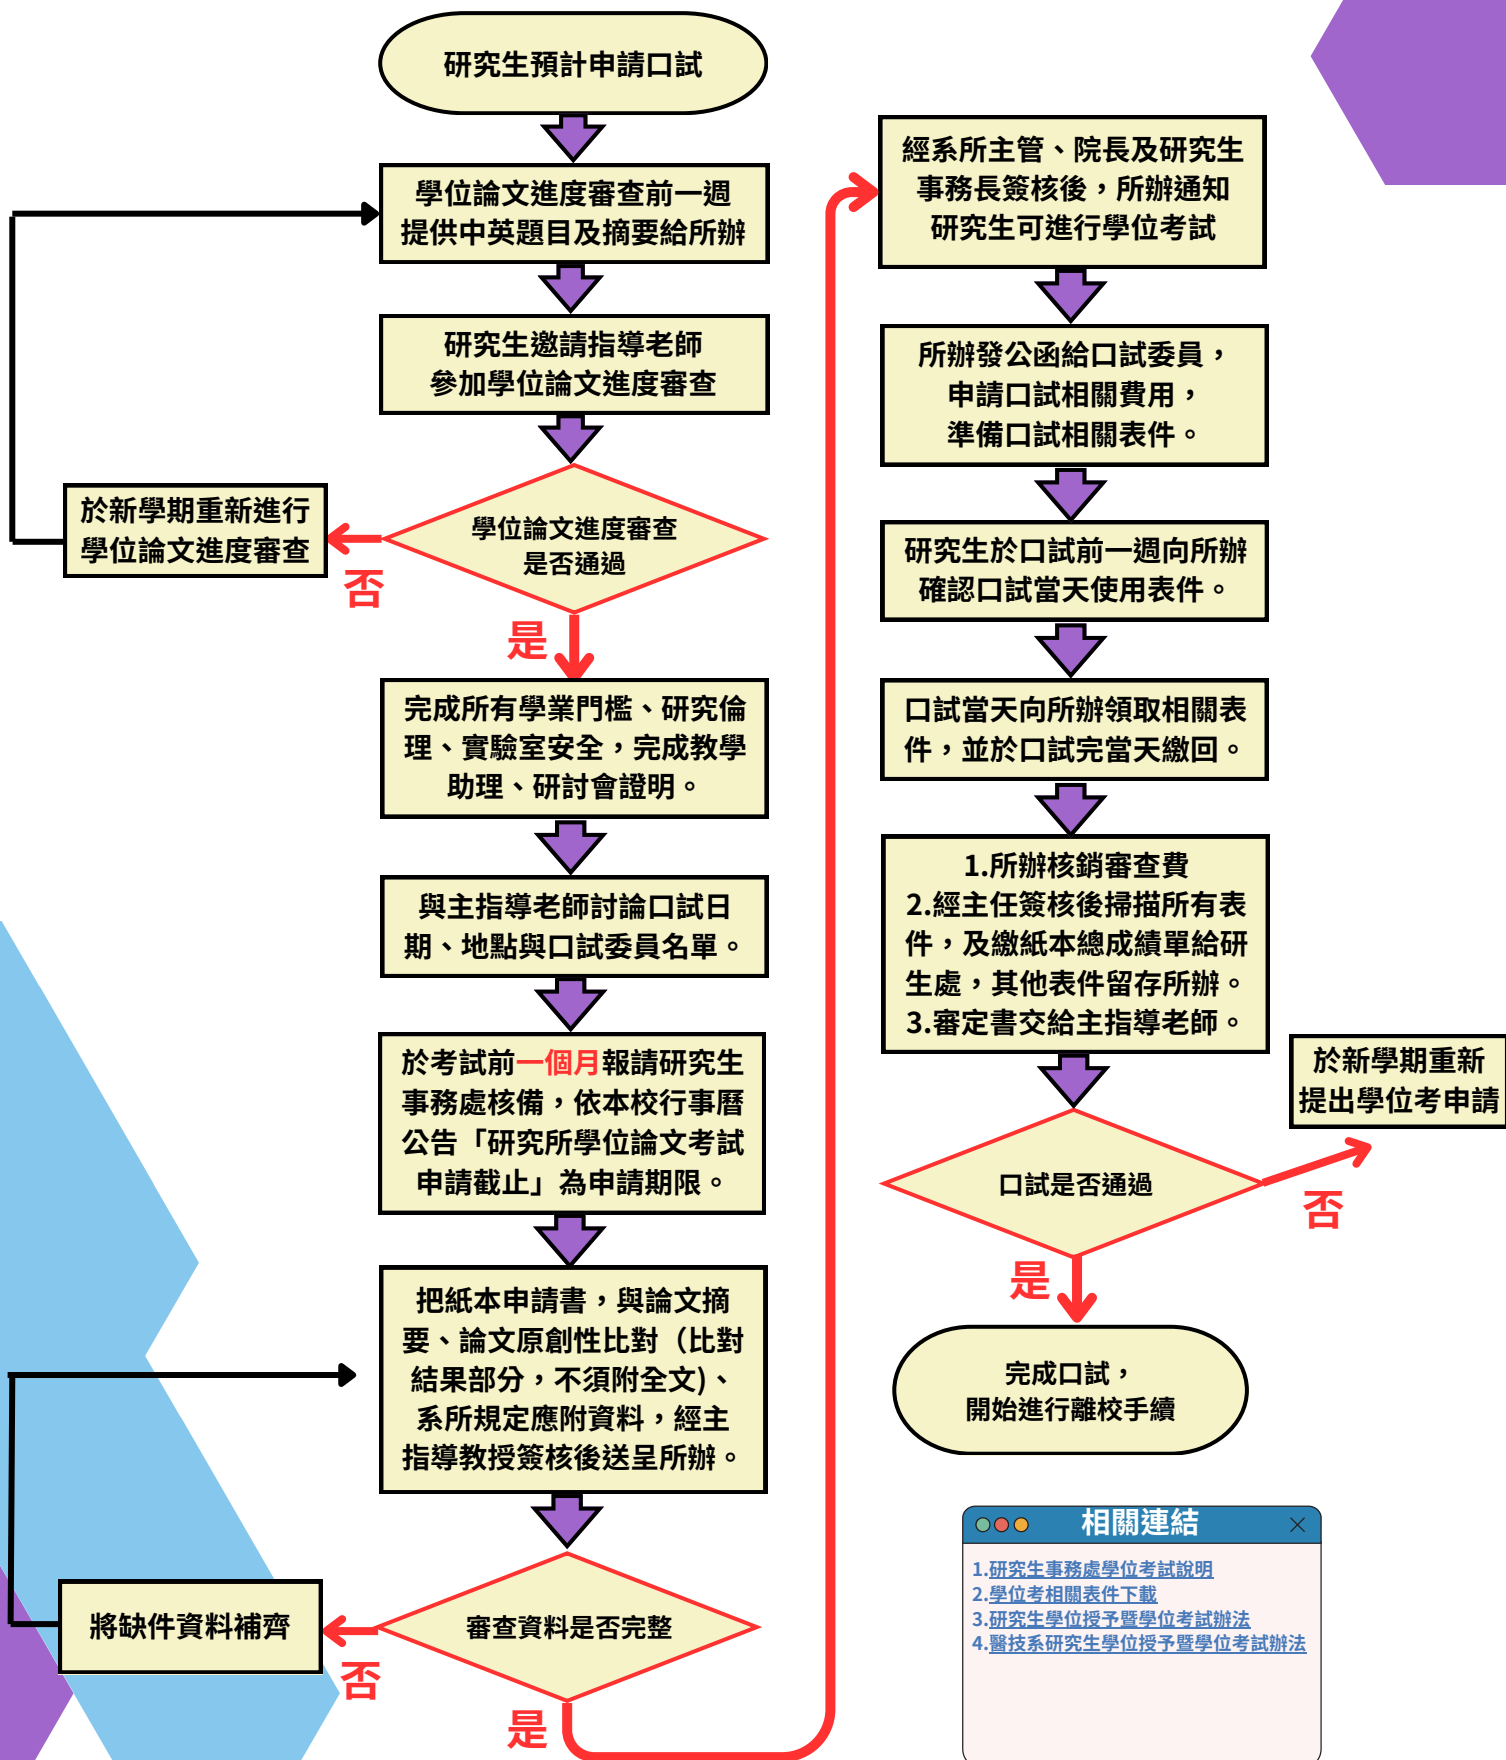 研究生預計申請口試
學位論文進度審查前一週
提供中英題目及摘要給所辦
研究生邀請指導老師
參加學位論文進度審查
學位論文進度審查
是否通過
否
於新學期重新進行
學位論文進度審查
是
完成所有學業門檻、研究倫
理、實驗室安全，完成教學
助理、研討會證明。
與主指導老師討論口試日
期、地點與口試委員名單。
於考試前一個月報請研究生
事務處核備，依本校行事曆
公告「研究所學位論文考試
申請截止」為申請期限。
把紙本申請書，與論文摘
要、論文原創性比對（比對
結果部分，不須附全文)、
系所規定應附資料，經主
指導教授簽核後送呈所辦。
審查資料是否完整
否
將缺件資料補齊
是
經系所主管、院長及研究生
事務長簽核後，所辦通知
研究生可進行學位考試
所辦發公函給口試委員，
申請口試相關費用，
準備口試相關表件。
研究生於口試前一週向所辦
確認口試當天使用表件。
口試當天向所辦領取相關表
件，並於口試完當天繳回。
1.所辦核銷審查費
2.經主任簽核後掃描所有表
件，及繳紙本總成績單給研
生處，其他表件留存所辦。
3.審定書交給主指導老師。
口試是否通過
否
於新學期重新
提出學位考申請
是
完成口試，
開始進行離校手續
相關連結
1.研究生事務處學位考試說明
2.學位考相關表件下載
3.研究生學位授予暨學位考試辦法
4.醫技系研究生學位授予暨學位考試辦法